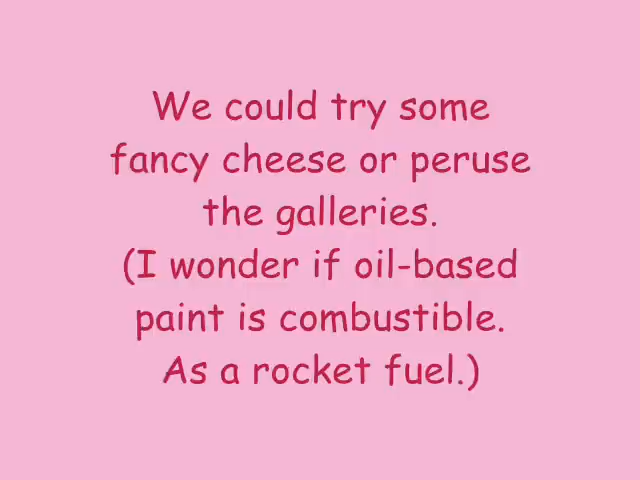 We could try some
fancy cheese or peruse
the galleries.
(I wonder if oil-based
paint is combustible.
As a rocket fuel.)